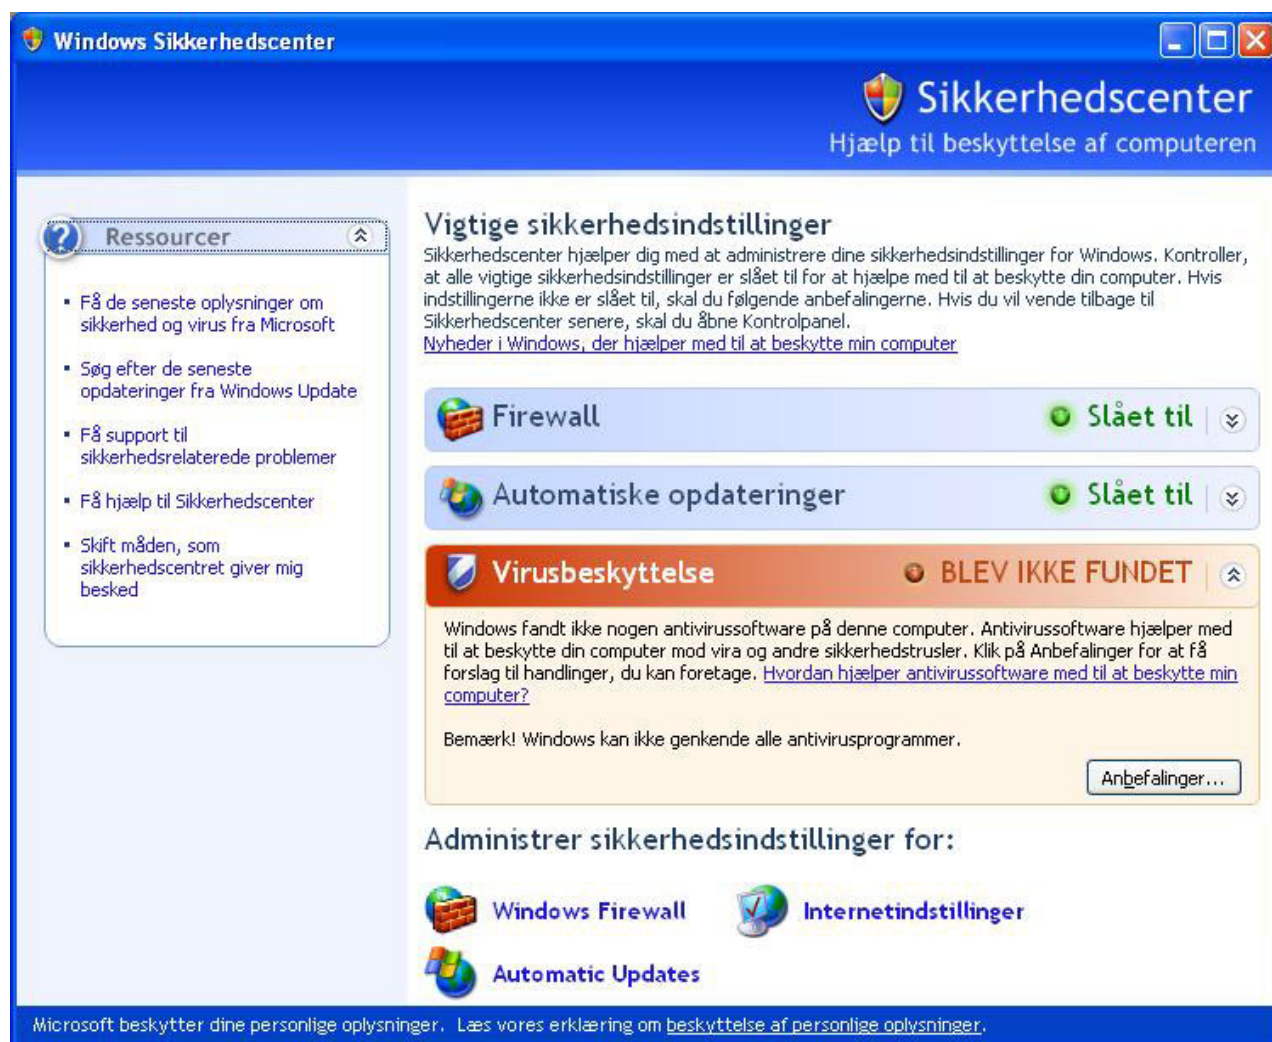 Windows Sikkerhedscenter
Sikkerhedscenter
Hjælp til beskyttelse af computeren
Ressourcer
Få de seneste oplysninger om
sikkerhed og virus fra Microsoft
Søg efter de seneste
opdateringer fra Windows Update
Få support til
sikkerhedsrelaterede problemer
Få hjælp til Sikkerhedscenter
Skift måden, som
sikkerhedscentret giver mig
besked
Vigtige sikkerhedsindstillinger
Sikkerhedscenter hjælper dig med at administrere dine sikkerhedsindstillinger for Windows. Kontroller,
at alle vigtige sikkerhedsindstillinger er slået til for at hjælpe med til at beskytte din computer. Hvis
indstillingerne ikke er slået til, skal du følgende anbefalingerne. Hvis du vil vende tilbage til
Sikkerhedscenter senere, skal du åbne Kontrolpanel.
Nyheder i Windows, der hjælper med til at beskytte min computer
Firewall Slået til
Automatiske opdateringer Slået til
Virusbeskyttelse BLEV IKKE FUNDET
Windows fandt ikke nogen antivirussoftware på denne computer. Antivirussoftware hjælper med
til at beskytte din computer mod vira og andre sikkerhedstrusler. Klik på Anbefalinger for at få
forslag til handlinger, du kan foretage. Hvordan hjælper antivirussoftware med til at beskytte min
computer?
Bemærk! Windows kan ikke genkende alle antivirusprogrammer.
Anbefalinger...
Administrer sikkerhedsindstillinger for:
Windows Firewall Internetindstillinger
Automatic Updates
Microsoft beskytter dine personlige oplysninger. Læs vores erklæring om beskyttelse af personlige oplysninger.